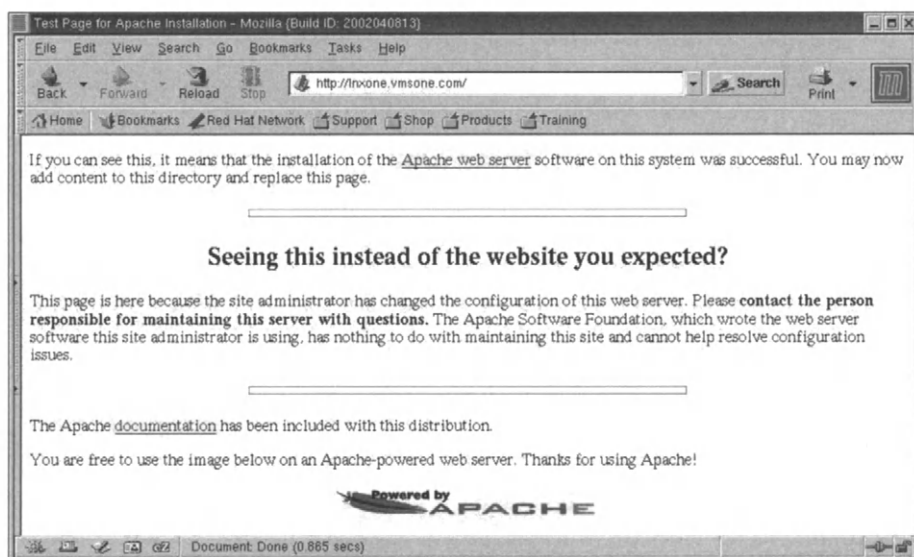 Test Page for Apache Installation - Mozilla {Build ID: 2002040813}
File Edit View Search Go Bookmarks Tasks Help
Back Forward Reload Stop http://lnxone.vmsone.com/ Search Print
Home Bookmarks Red Hat Network Support Shop Products Training
If you can see this, it means that the installation of the Apache web server software on this system was successful. You may now
add content to this directory and replace this page.
Seeing this instead of the website you expected?
This page is here because the site administrator has changed the configuration of this web server. Please contact the person
responsible for maintaining this server with questions. The Apache Software Foundation, which wrote the web server
software this site administrator is using, has nothing to do with maintaining this site and cannot help resolve configuration
issues.
The Apache documentation has been included with this distribution.
You are free to use the image below on an Apache-powered web server. Thanks for using Apache!
Powered by
APACHE
Document: Done (0.865 secs)